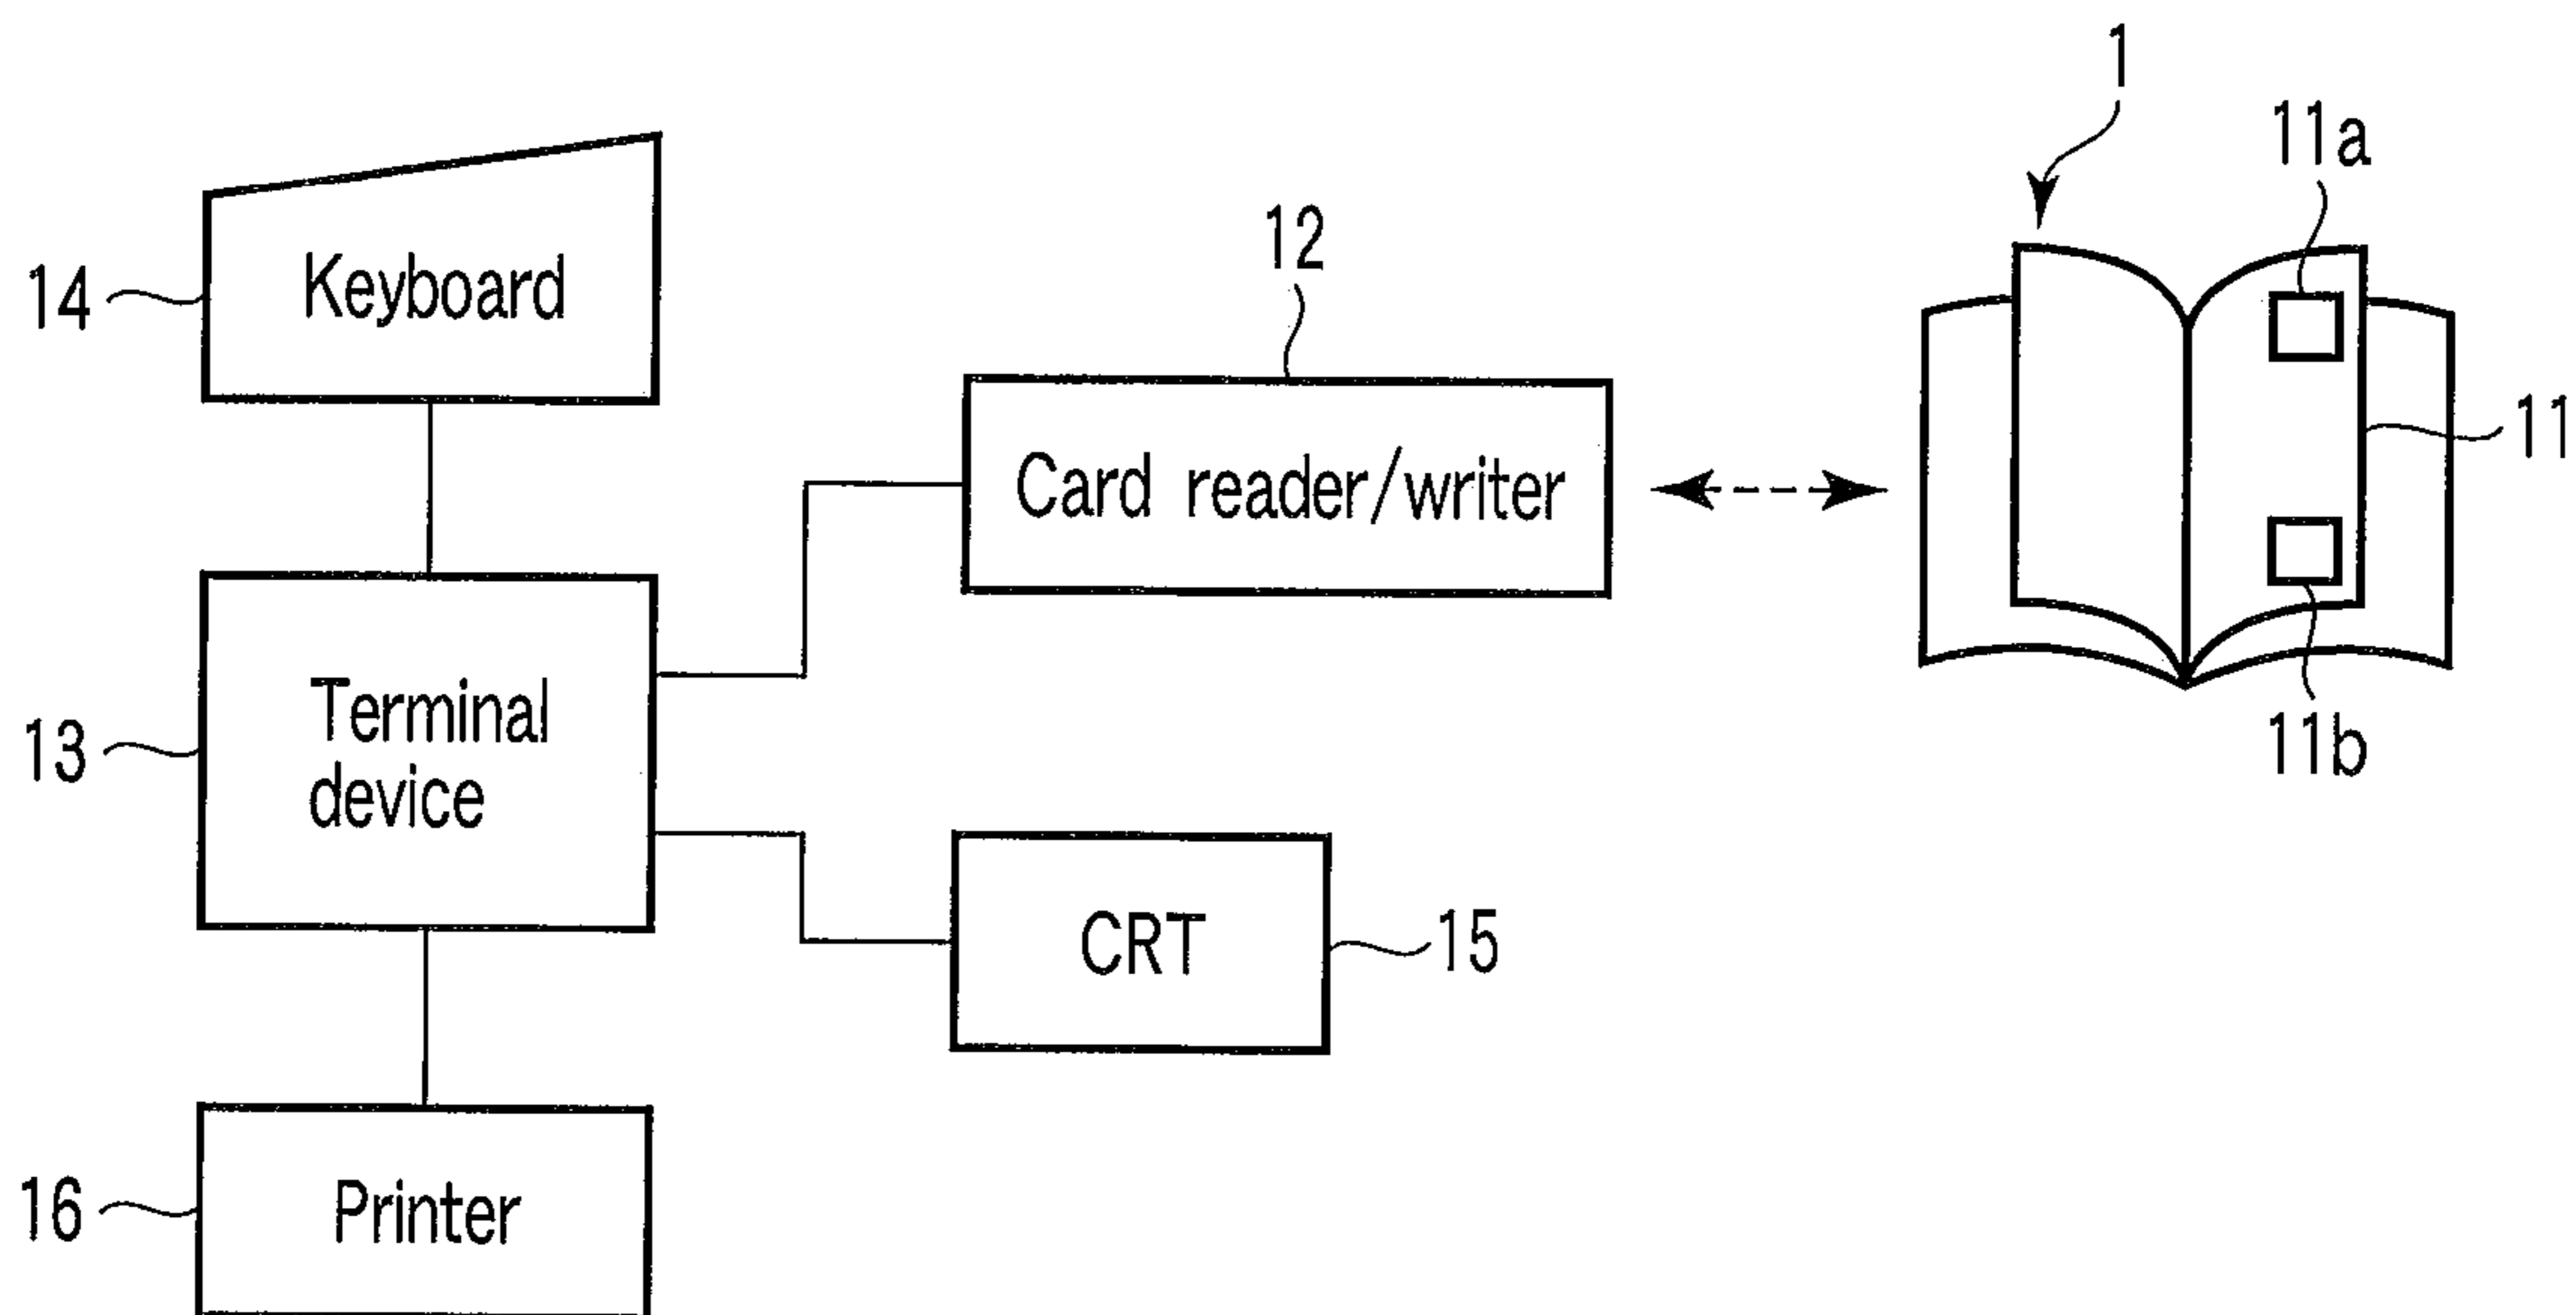 1
11a
14
Keyboard
12
Card reader/writer
11
13
Terminal
device
11b
CRT
15
16
Printer